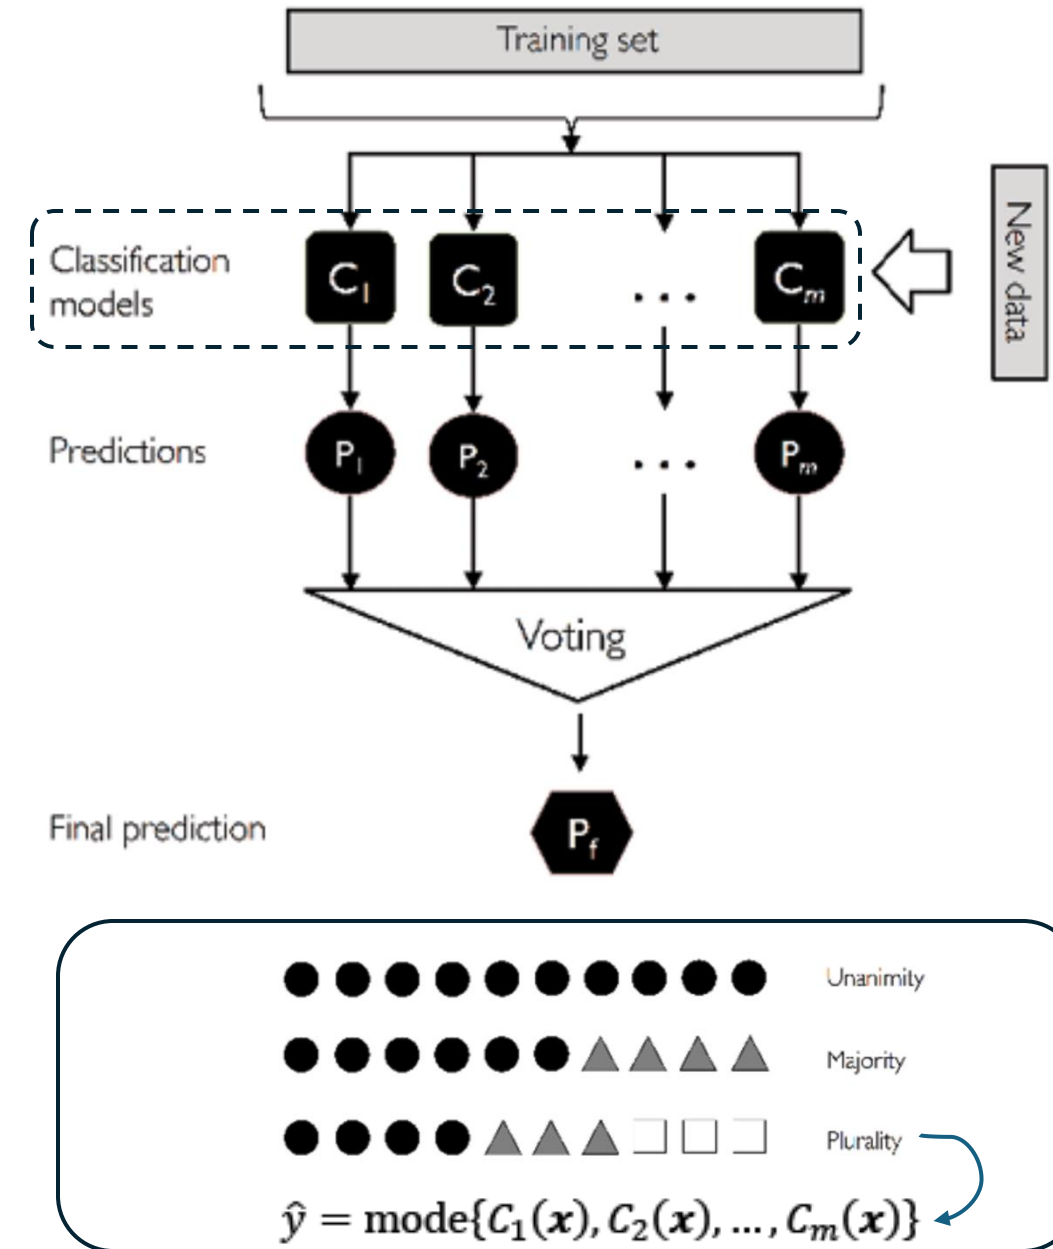 Training set
New data
Classification
models
C1 C2 ... Cm
Predictions
P1 P2 ... Pm
Voting
Final prediction
Pf
Unanimity
Majority
Plurality
ŷ = mode{C1(x), C2(x), ..., Cm(x)}